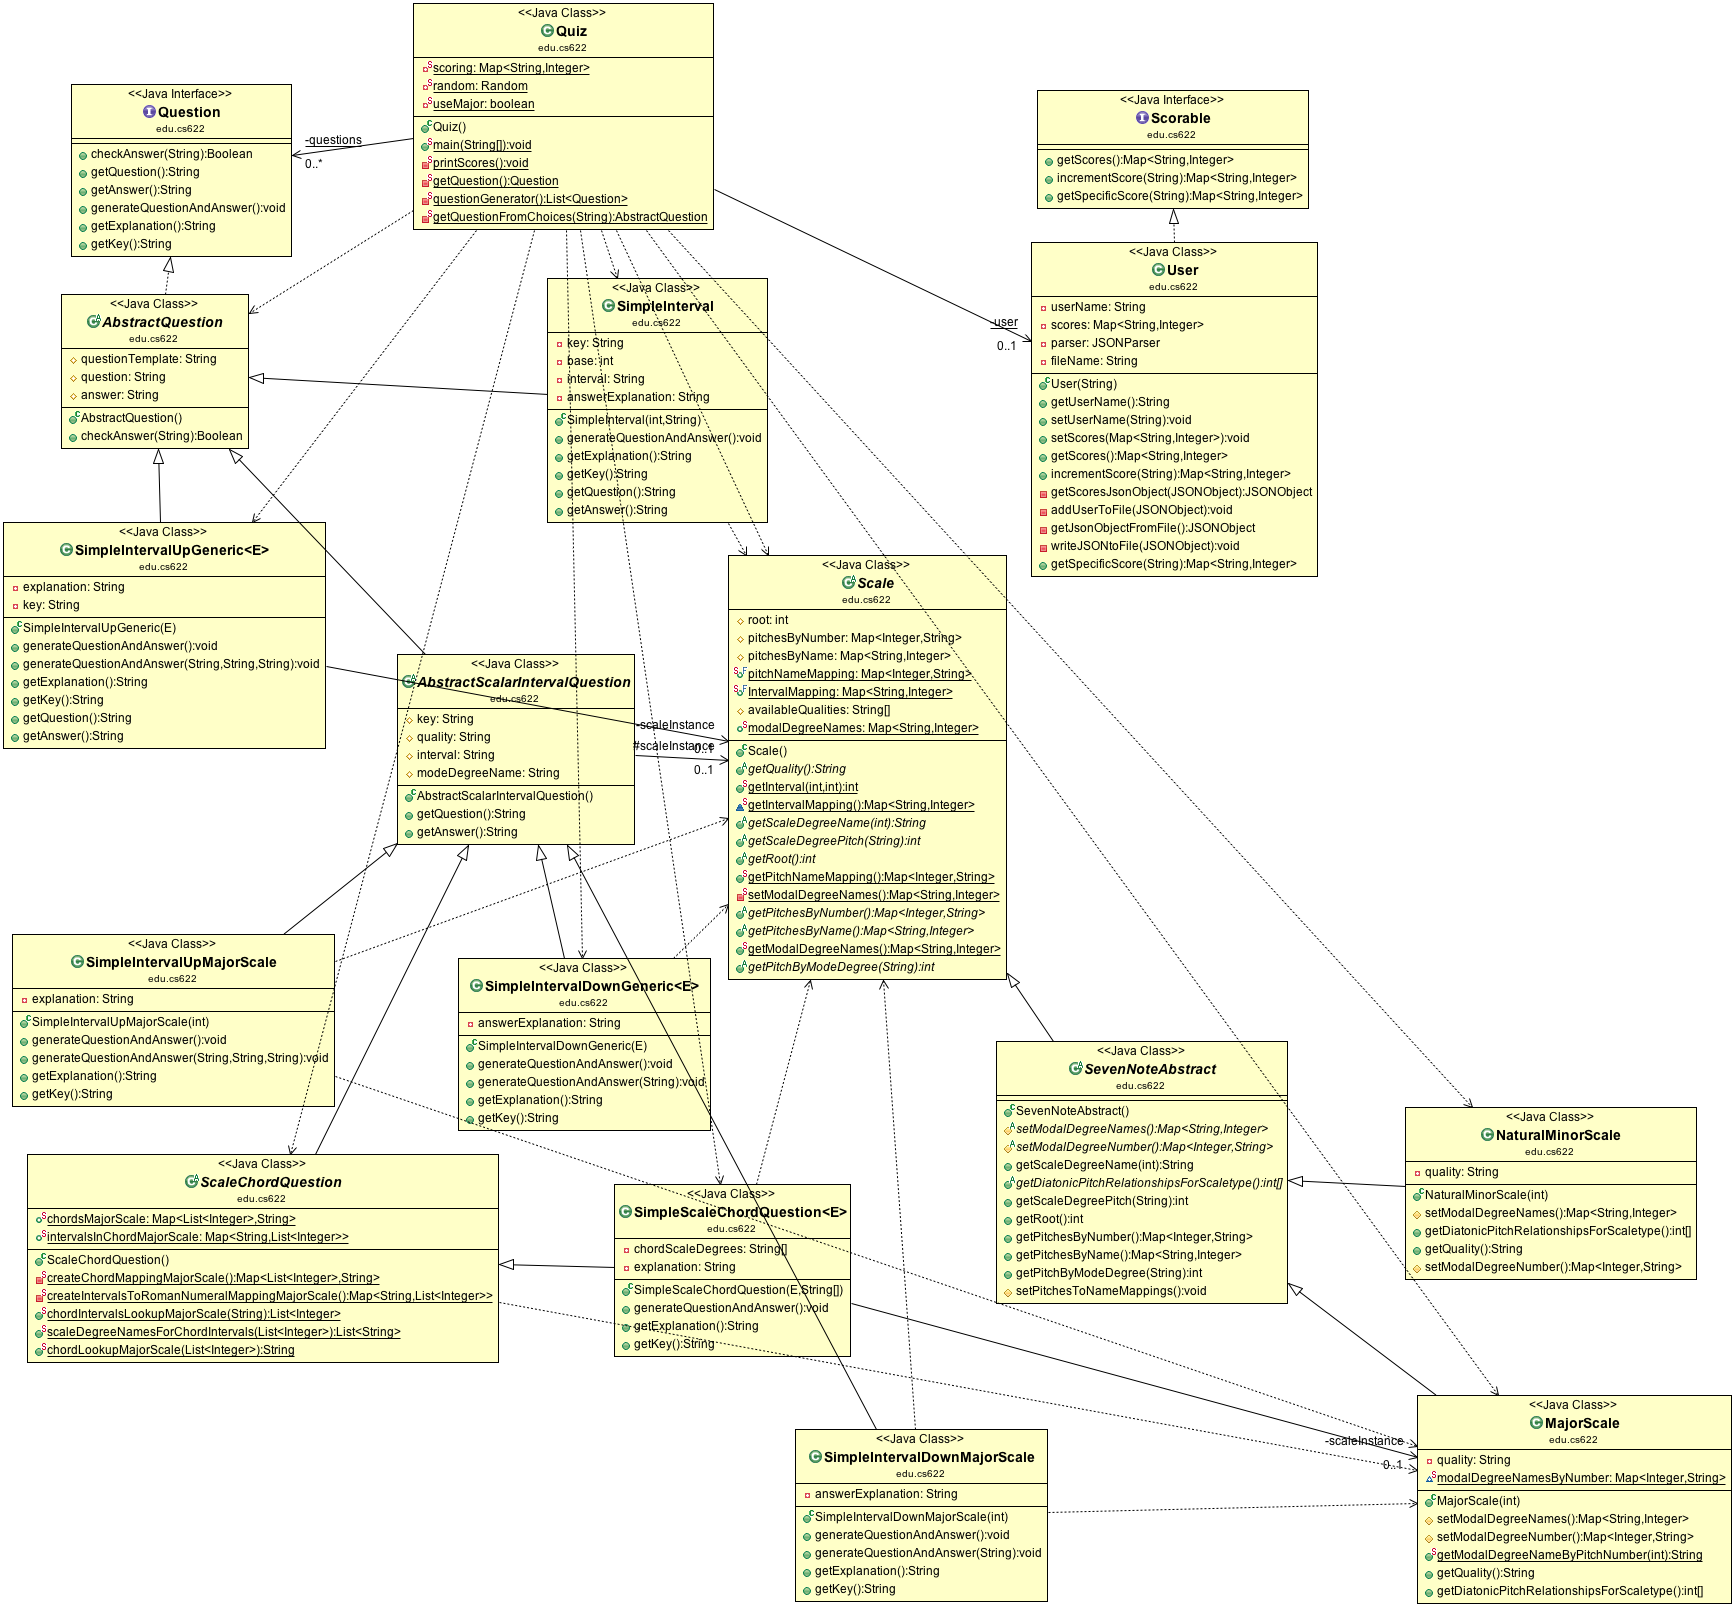 <<Java Class>>
Quiz
edu.cs622
scoring: Map<String,Integer>
random: Random
useMajor: boolean
Quiz()
main(String[]):void
printScores():void
getQuestion():Question
questionGenerator():List<Question>
getQuestionFromChoices(String):AbstractQuestion
<<Java Interface>>
Question
edu.cs622
checkAnswer(String):Boolean
getQuestion():String
getAnswer():String
generateQuestionAndAnswer():void
getExplanation():String
getKey():String
-questions
0..*
<<Java Interface>>
Scorable
edu.cs622
getScores():Map<String,Integer>
incrementScore(String):Map<String,Integer>
getSpecificScore(String):Map<String,Integer>
<<Java Class>>
User
edu.cs622
userName: String
scores: Map<String,Integer>
parser: JSONParser
fileName: String
User(String)
getUserName():String
setUserName(String):void
setScores(Map<String,Integer>):void
getScores():Map<String,Integer>
incrementScore(String):Map<String,Integer>
getScoresJsonObject(JSONObject):JSONObject
addUserToFile(JSONObject):void
getJsonObjectFromFile():JSONObject
writeJSONtoFile(JSONObject):void
getSpecificScore(String):Map<String,Integer>
-user
0..1
<<Java Class>>
AbstractQuestion
edu.cs622
questionTemplate: String
question: String
answer: String
AbstractQuestion()
checkAnswer(String):Boolean
<<Java Class>>
SimpleInterval
edu.cs622
key: String
base: int
interval: String
answerExplanation: String
SimpleInterval(int,String)
generateQuestionAndAnswer():void
getExplanation():String
getKey():String
getQuestion():String
getAnswer():String
<<Java Class>>
SimpleIntervalUpGeneric<E>
edu.cs622
explanation: String
key: String
SimpleIntervalUpGeneric(E)
generateQuestionAndAnswer():void
generateQuestionAndAnswer(String,String,String):void
getExplanation():String
getKey():String
getQuestion():String
getAnswer():String
<<Java Class>>
AbstractScalarIntervalQuestion
edu.cs622
key: String
quality: String
interval: String
modeDegreeName: String
AbstractScalarIntervalQuestion()
getQuestion():String
getAnswer():String
-scaleInstance
0..1
#scaleInstance
0..1
<<Java Class>>
Scale
edu.cs622
root: int
pitchesByNumber: Map<Integer,String>
pitchesByName: Map<String,Integer>
pitchNameMapping: Map<Integer,String>
IntervalMapping: Map<String,Integer>
availableQualities: String[]
modalDegreeNames: Map<String,Integer>
Scale()
getQuality():String
getInterval(int,int):int
getIntervalMapping():Map<String,Integer>
getScaleDegreeName(int):String
getScaleDegreePitch(String):int
getRoot():int
getPitchNameMapping():Map<Integer,String>
setModalDegreeNames():Map<String,Integer>
getPitchesByNumber():Map<Integer,String>
getPitchesByName():Map<String,Integer>
getModalDegreeNames():Map<String,Integer>
getPitchByModeDegree(String):int
<<Java Class>>
SimpleIntervalUpMajorScale
edu.cs622
explanation: String
SimpleIntervalUpMajorScale(int)
generateQuestionAndAnswer():void
generateQuestionAndAnswer(String,String,String):void
getExplanation():String
getKey():String
<<Java Class>>
SimpleIntervalDownGeneric<E>
edu.cs622
answerExplanation: String
SimpleIntervalDownGeneric(E)
generateQuestionAndAnswer():void
generateQuestionAndAnswer(String):void
getExplanation():String
getKey():String
<<Java Class>>
SevenNoteAbstract
edu.cs622
SevenNoteAbstract()
setModalDegreeNames():Map<String,Integer>
setModalDegreeNumber():Map<Integer,String>
getScaleDegreeName(int):String
getDiatonicPitchRelationshipsForScaletype():int[]
getScaleDegreePitch(String):int
getRoot():int
getPitchesByNumber():Map<Integer,String>
getPitchesByName():Map<String,Integer>
getPitchByModeDegree(String):int
setPitchesToNameMappings():void
<<Java Class>>
NaturalMinorScale
edu.cs622
quality: String
NaturalMinorScale(int)
setModalDegreeNames():Map<String,Integer>
getDiatonicPitchRelationshipsForScaletype():int[]
getQuality():String
setModalDegreeNumber():Map<Integer,String>
<<Java Class>>
ScaleChordQuestion
edu.cs622
chordsMajorScale: Map<List<Integer>,String>
intervalsInChordMajorScale: Map<String,List<Integer>>
ScaleChordQuestion()
createChordMappingMajorScale():Map<List<Integer>,String>
createIntervalsToRomanNumeralMappingMajorScale():Map<String,List<Integer>>
chordIntervalsLookupMajorScale(String):List<Integer>
scaleDegreeNamesForChordIntervals(List<Integer>):List<String>
chordLookupMajorScale(List<Integer>):String
<<Java Class>>
SimpleScaleChordQuestion<E>
edu.cs622
chordScaleDegrees: String[]
explanation: String
SimpleScaleChordQuestion(E,String[])
generateQuestionAndAnswer():void
getExplanation():String
getKey():String
<<Java Class>>
SimpleIntervalDownMajorScale
edu.cs622
answerExplanation: String
SimpleIntervalDownMajorScale(int)
generateQuestionAndAnswer():void
generateQuestionAndAnswer(String):void
getExplanation():String
getKey():String
-scaleInstance
0..1
<<Java Class>>
MajorScale
edu.cs622
quality: String
modalDegreeNamesByNumber: Map<Integer,String>
MajorScale(int)
setModalDegreeNames():Map<String,Integer>
setModalDegreeNumber():Map<Integer,String>
getModalDegreeNameByPitchNumber(int):String
getQuality():String
getDiatonicPitchRelationshipsForScaletype():int[]